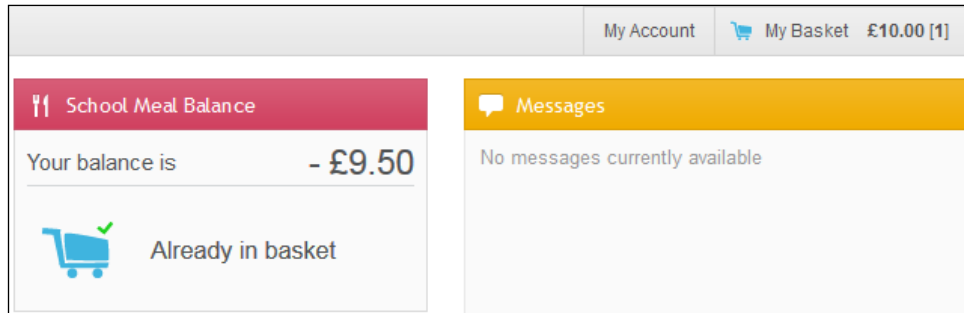 My Account My Basket £10.00 [1]
School Meal Balance
Your balance is - £9.50
Already in basket
Messages
No messages currently available